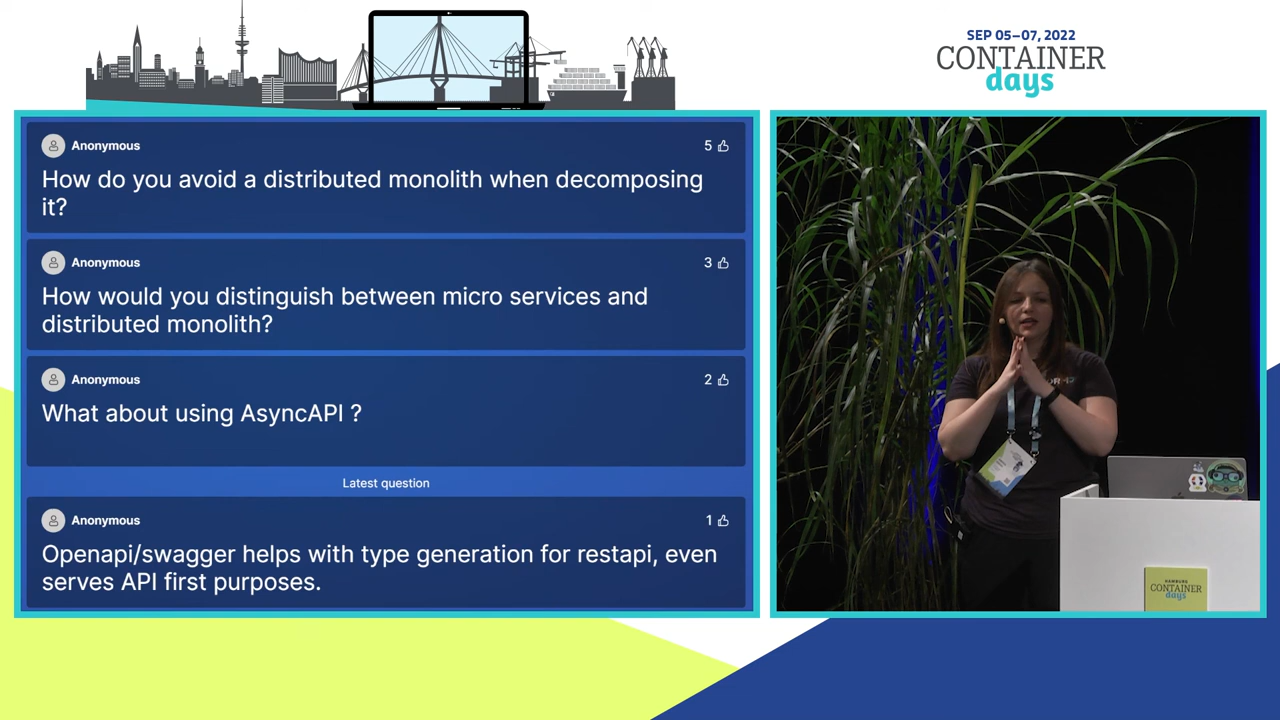 SEP 05–07, 2022
CONTAINER
days
Anonymous
5
How do you avoid a distributed monolith when decomposing
it?
Anonymous
3
How would you distinguish between micro services and
distributed monolith?
Anonymous
2
What about using AsyncAPI ?
Latest question
Anonymous
1
Openapi/swagger helps with type generation for restapi, even
serves API first purposes.
HAMBURG
CONTAINER
days